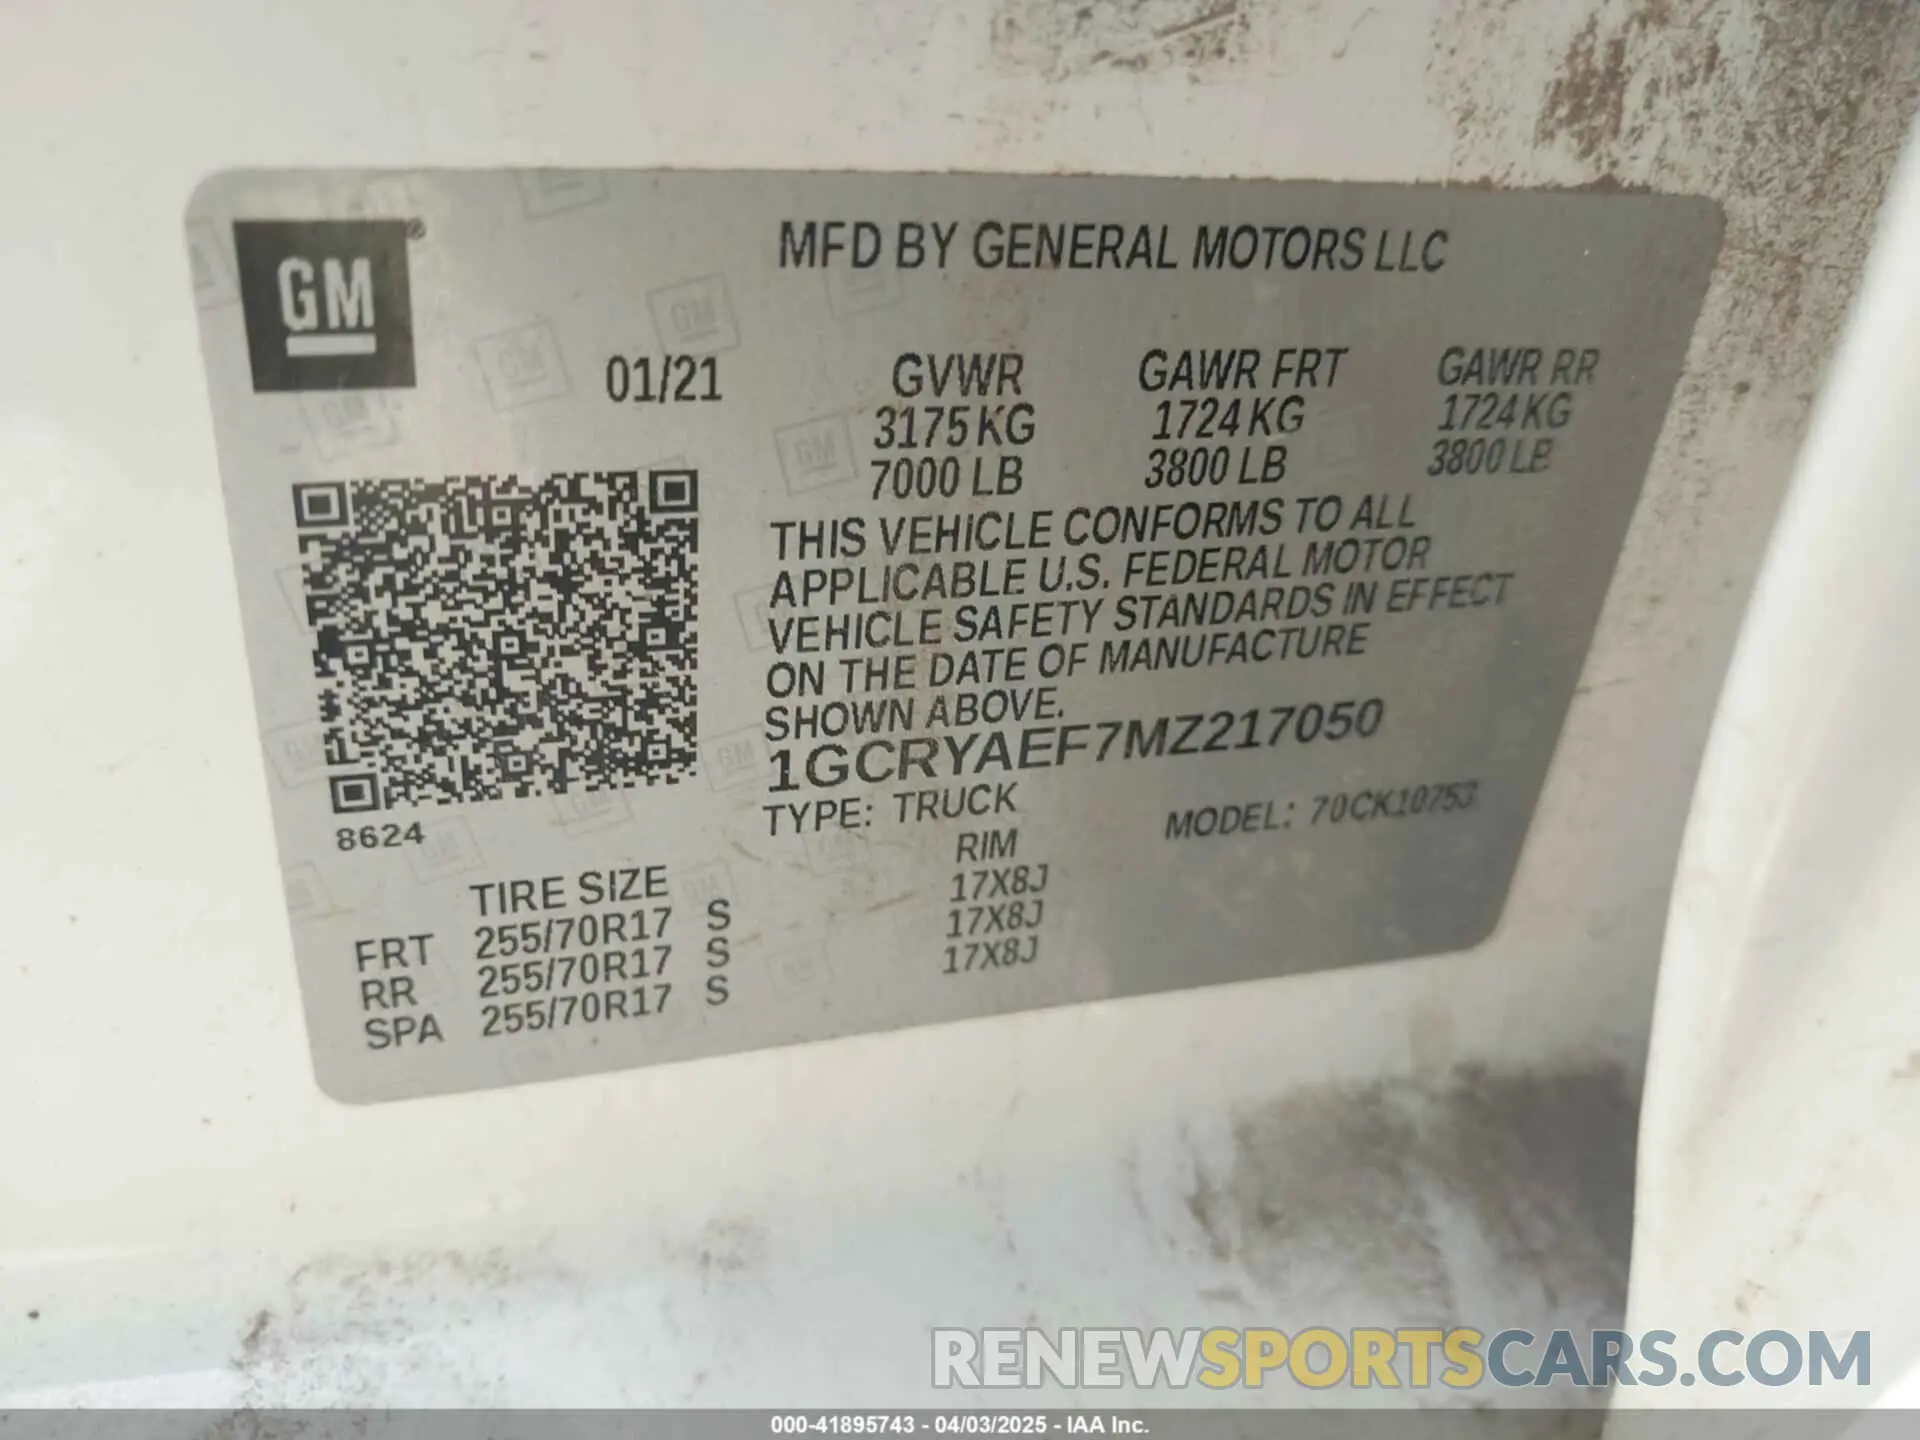 GM
MFD BY GENERAL MOTORS LLC
01/21 GVWR GAWR FRT GAWR RR
3175 KG 1724 KG 1724 KG
7000 LB 3800 LB 3800 LB
THIS VEHICLE CONFORMS TO ALL
APPLICABLE U.S. FEDERAL MOTOR
VEHICLE SAFETY STANDARDS IN EFFECT
ON THE DATE OF MANUFACTURE
SHOWN ABOVE.
1GCRYAEF7MZ217050
TYPE: TRUCK MODEL: 70CK10753
8624
TIRE SIZE RIM
FRT 255/70R17 S 17X8J
RR 255/70R17 S 17X8J
SPA 255/70R17 S 17X8J
RENEWSPORTSCARS.COM
000-41895743 - 04/03/2025 - IAA Inc.